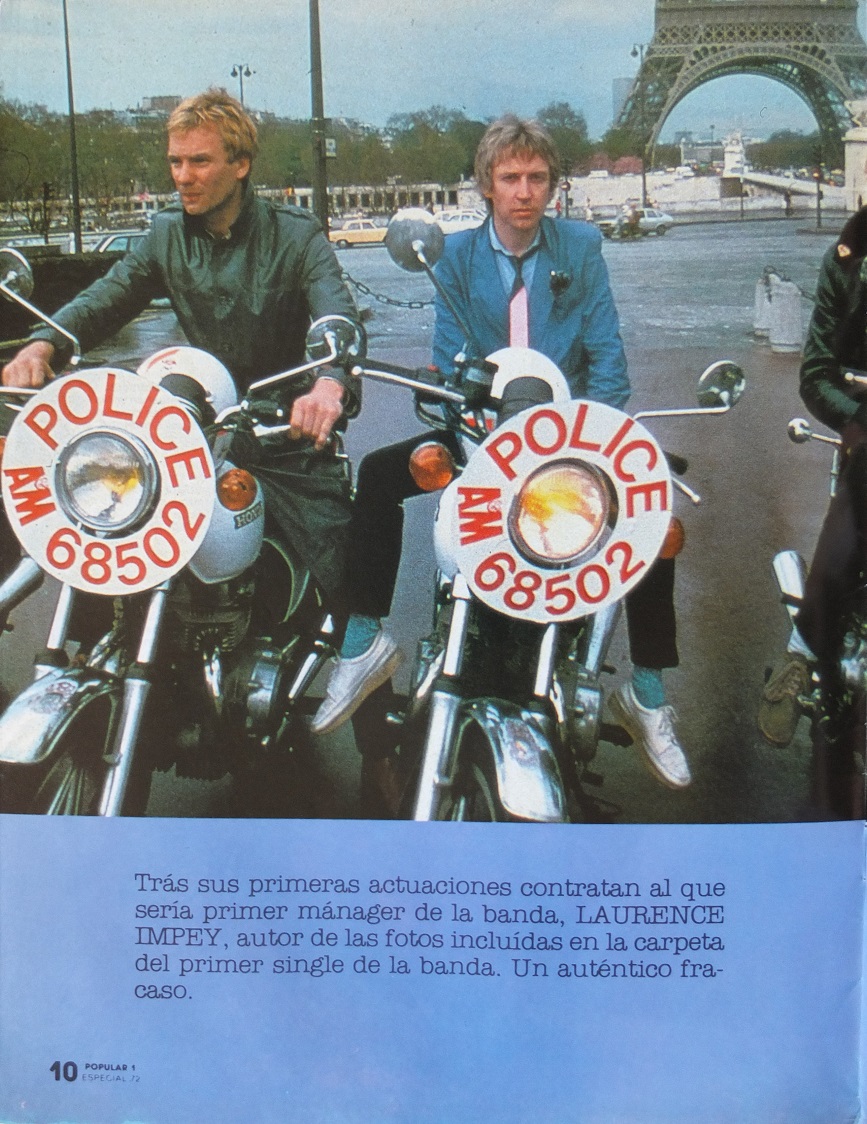 POLICE
AM 68502
HONDA
POLICE
AM 68502
Trás sus primeras actuaciones contratan al que
sería primer mánager de la banda, LAURENCE
IMPEY, autor de las fotos incluídas en la carpeta
del primer single de la banda. Un auténtico fra-
caso.
10 POPULAR 1
ESPECIAL /2